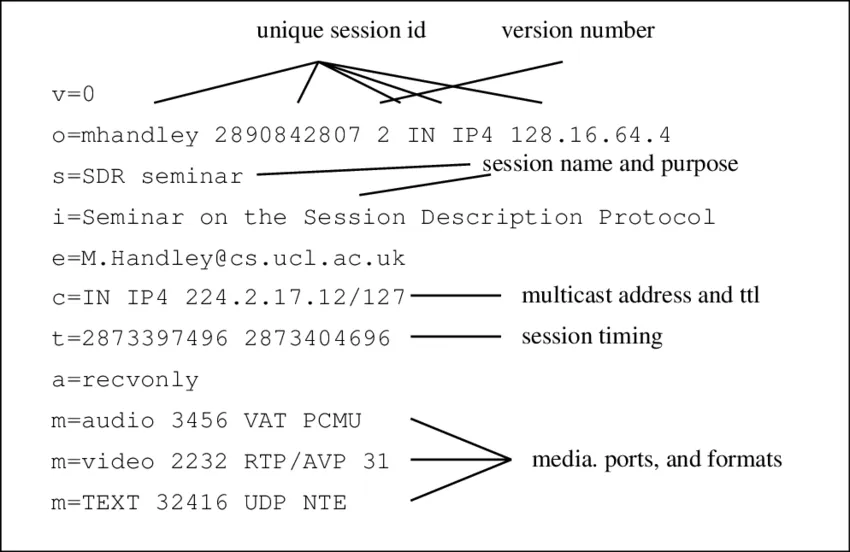 unique session id version number
v=0
o=mhandley 2890842807 2 IN IP4 128.16.64.4
s=SDR seminar session name and purpose
i=Seminar on the Session Description Protocol
e=M.Handley@cs.ucl.ac.uk
c=IN IP4 224.2.17.12/127 multicast address and ttl
t=2873397496 2873404696 session timing
a=recvonly
m=audio 3456 VAT PCMU
m=video 2232 RTP/AVP 31 media. ports, and formats
m=TEXT 32416 UDP NTE